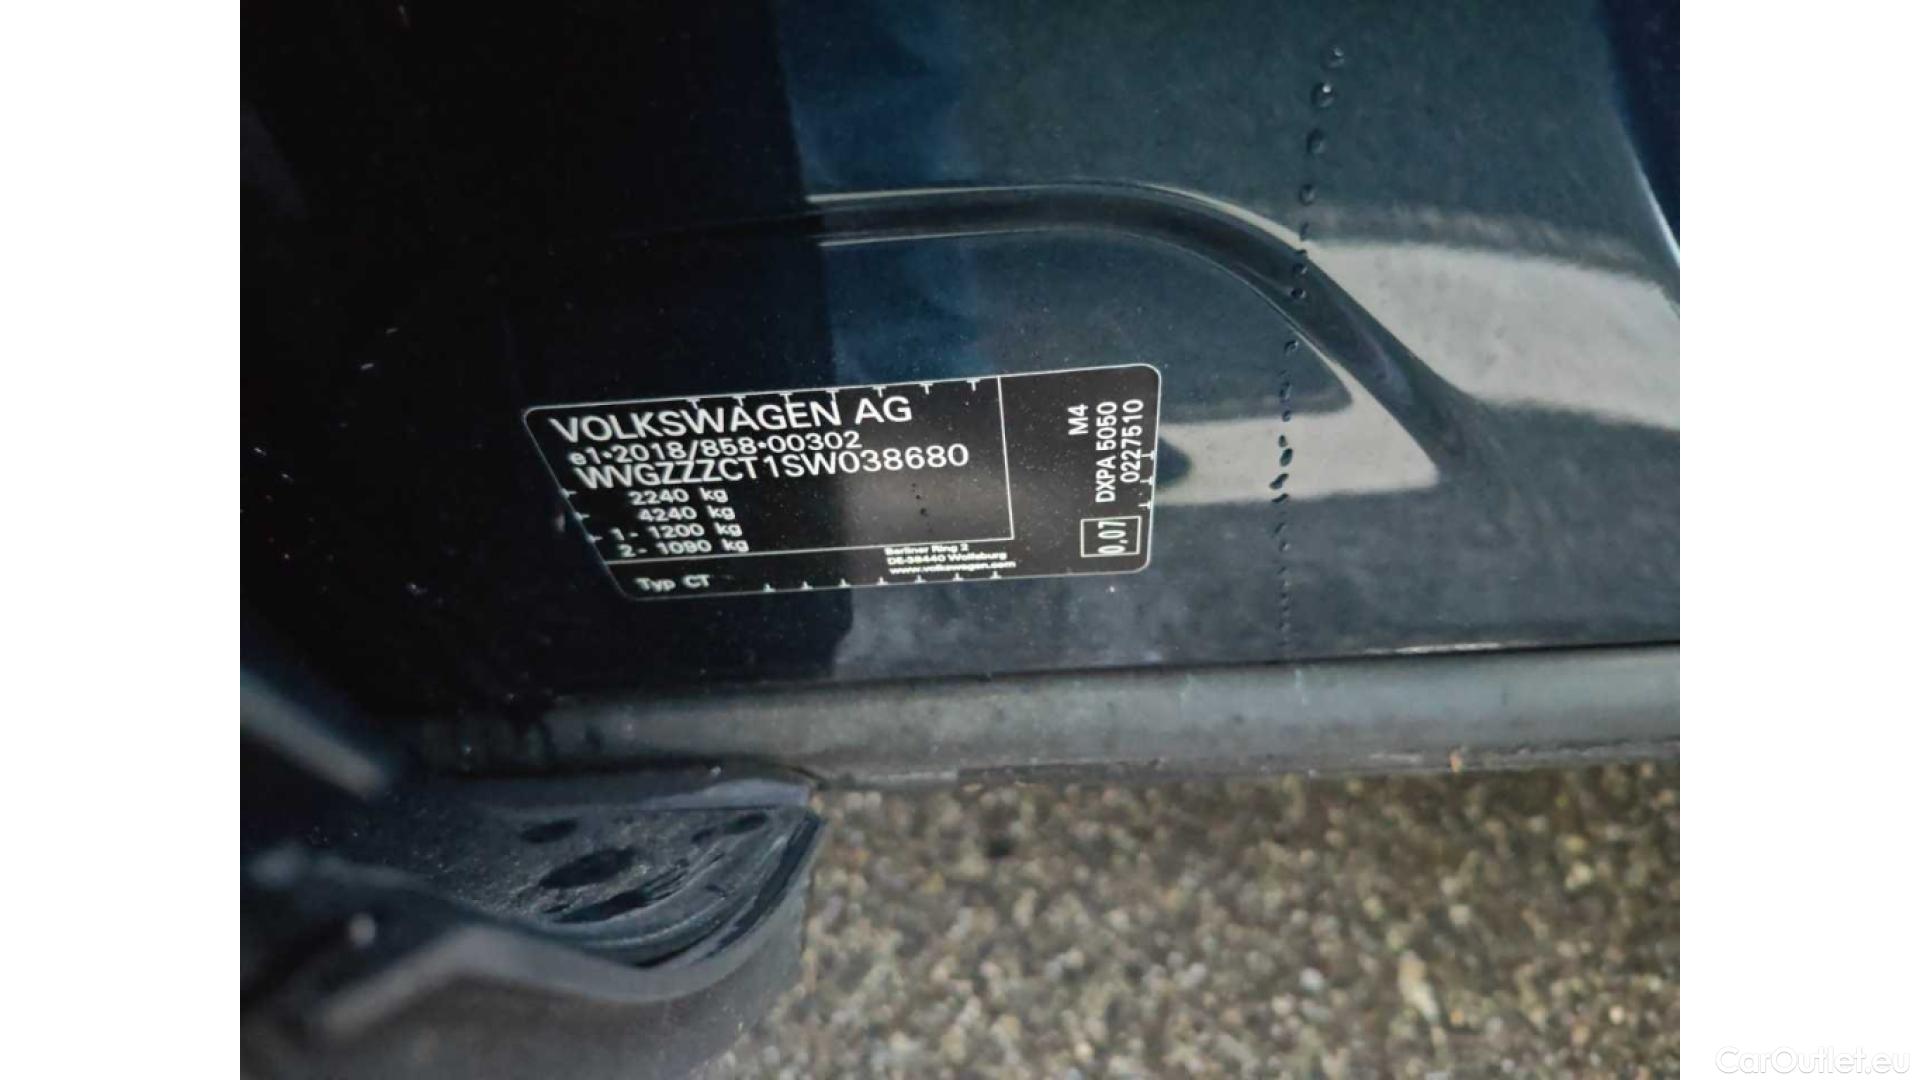 VOLKSWAGEN AG
e1*2018/858*00302
WVGZZZCT1SW038680
2240 kg
4240 kg
1- 1200 kg
2- 1090 kg
Typ CT
Berliner Ring 2
DE-38440 Wolfsburg
www.volkswagen.com
M4
DXPA 5050
0227510
0,07
CarOutlet.eu